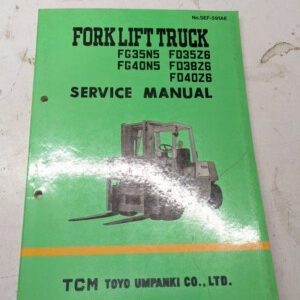 No.SEF-591AE
FORK LIFT TRUCK
FG35N5 FD35Z6
FG40N5 FD38Z6
FD40Z6
SERVICE MANUAL
TCM TOYO UMPANKI CO., LTD.